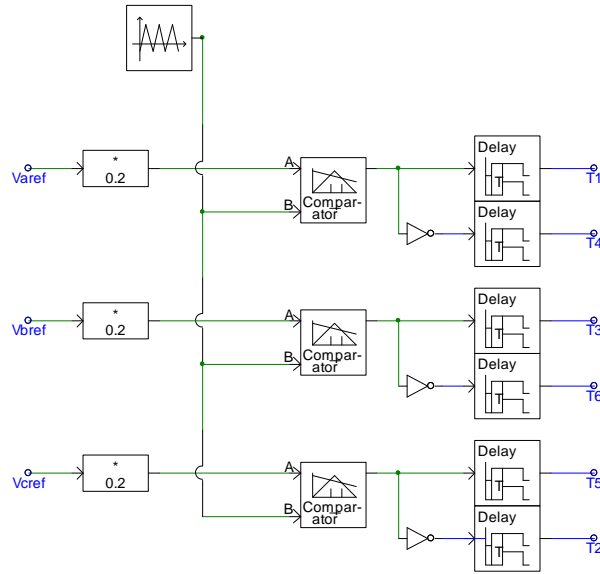 Delay
*
A
T
Varef
0.2
T1
B
Compar-
ator
Delay
T
T4
Delay
*
A
T
Vbref
0.2
T3
B
Compar-
ator
Delay
T
T6
Delay
*
A
T
Vcref
0.2
T5
B
Compar-
ator
Delay
T
T2